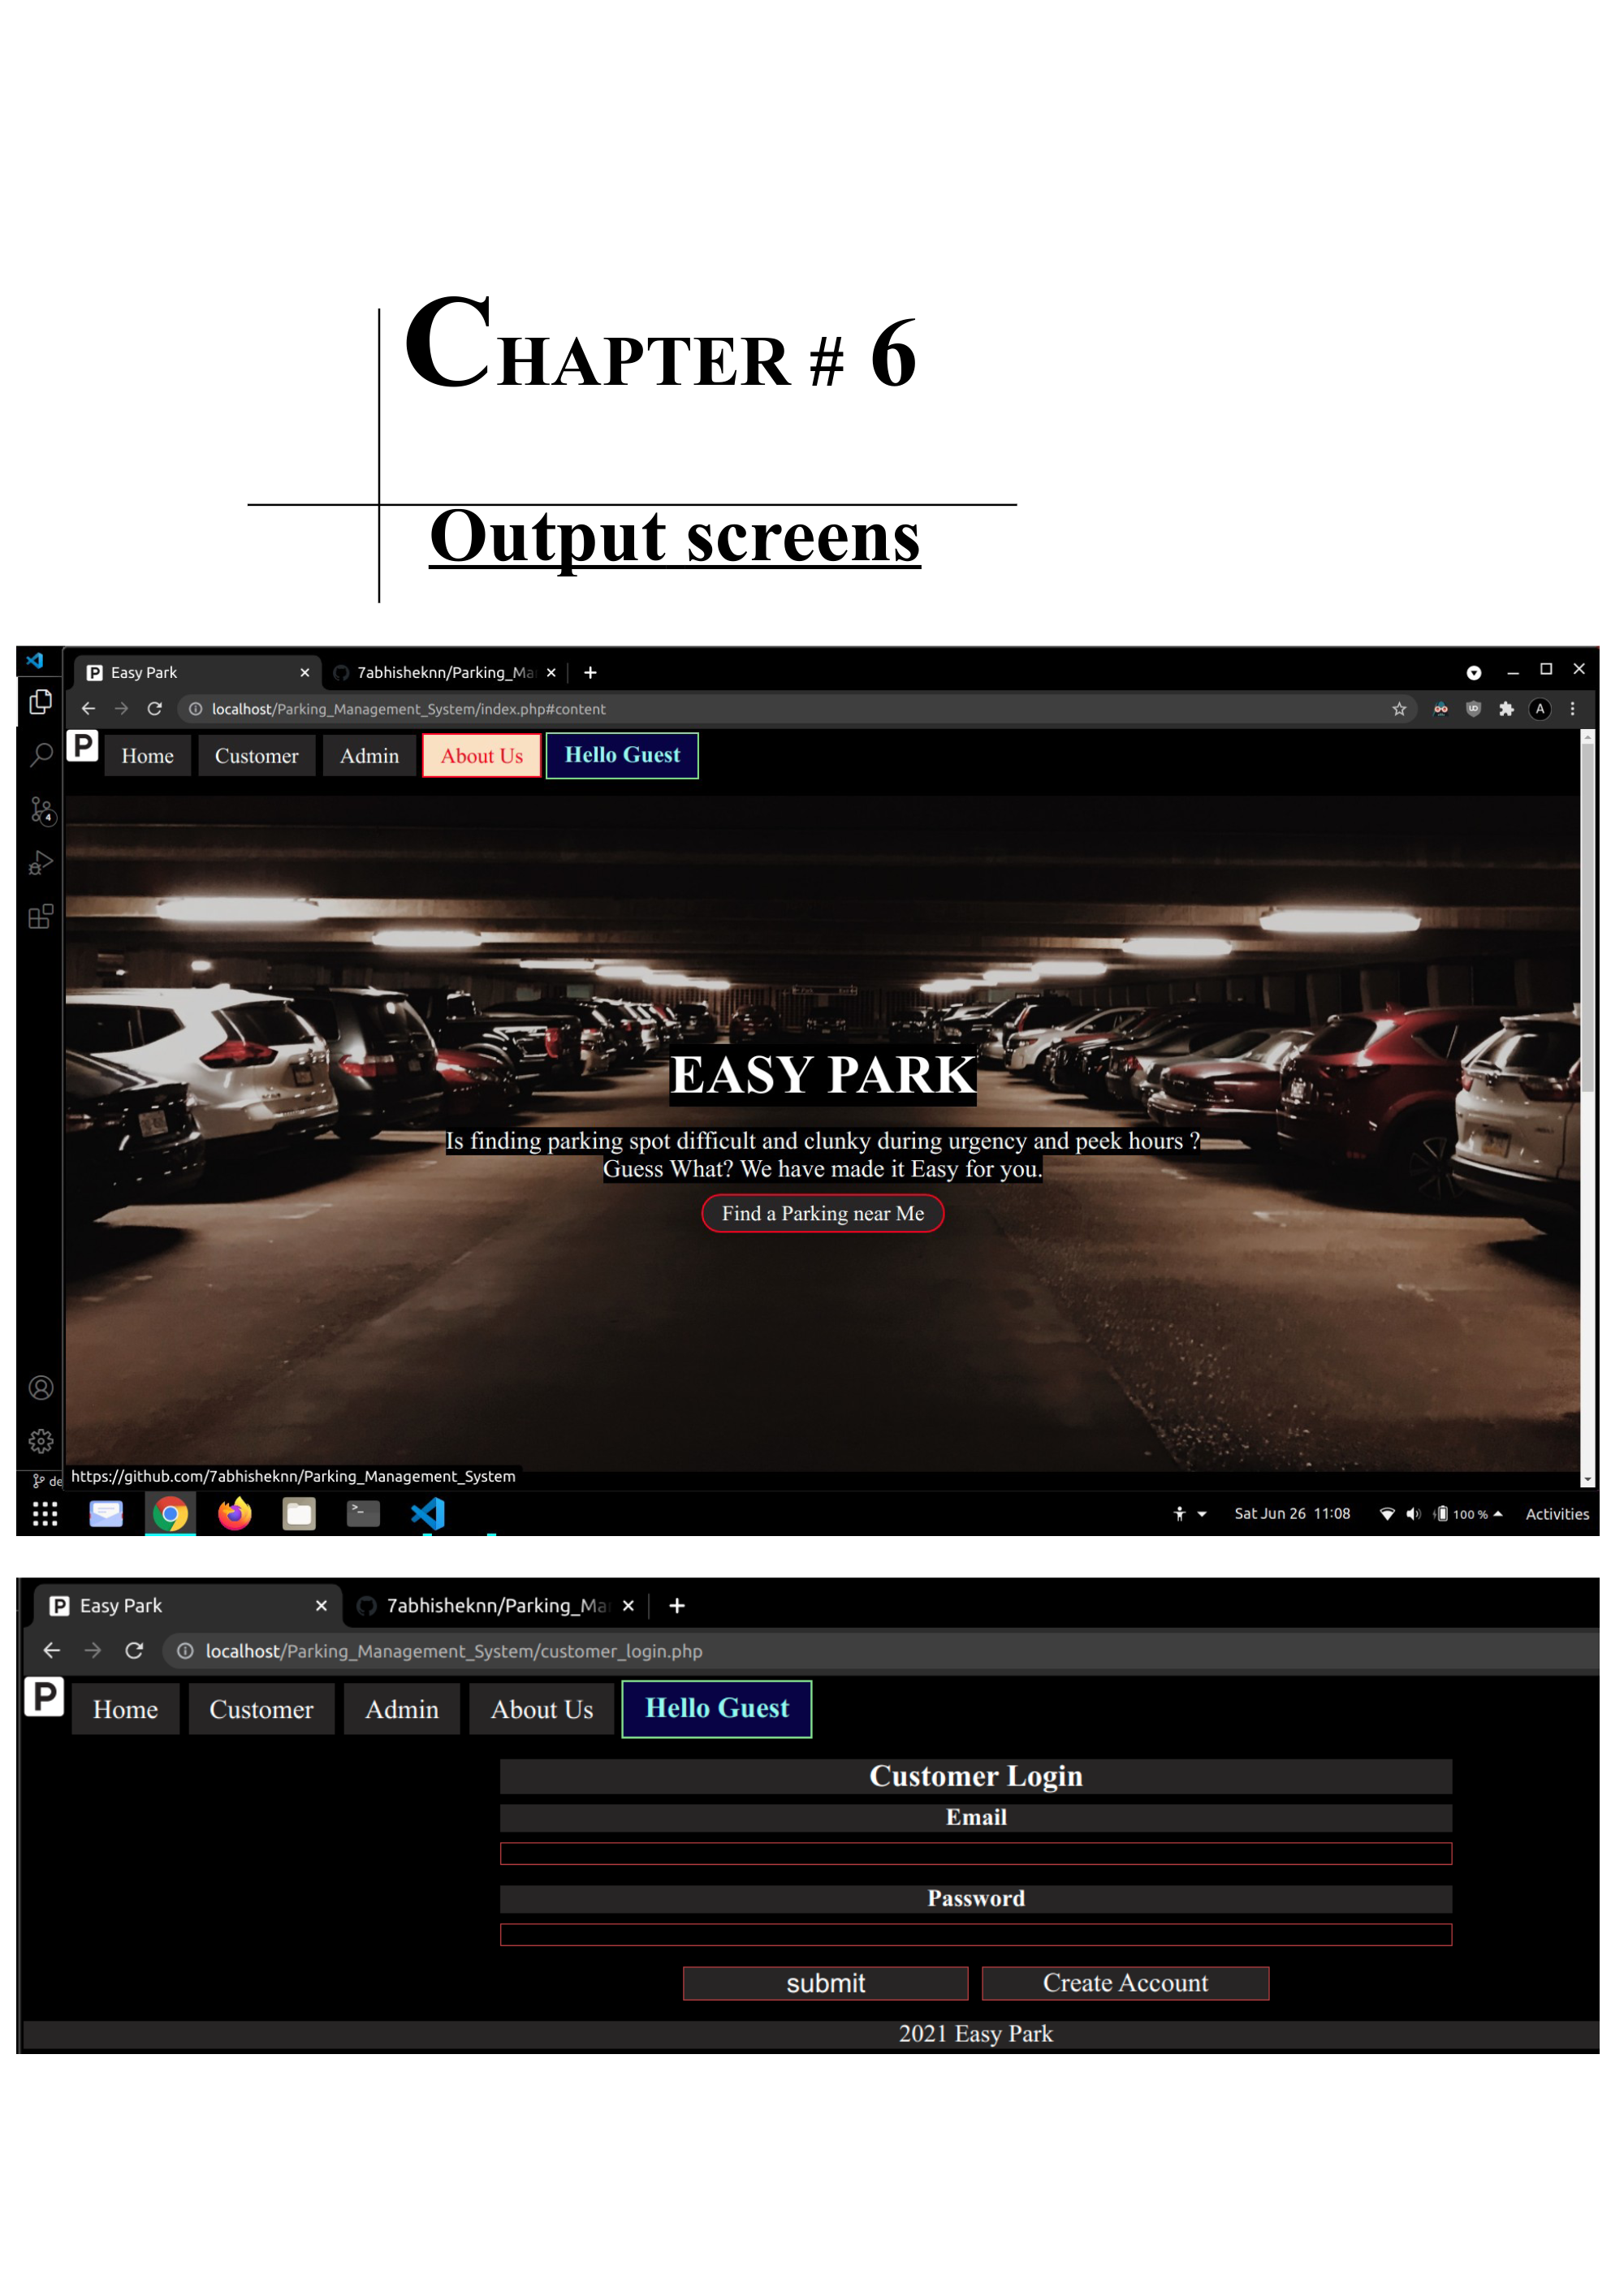 CHAPTER # 6
Output screens
P Easy Park × 7abhisheknn/Parking_Ma × +
localhost/Parking_Management_System/index.php#content A
P Home Customer Admin About Us Hello Guest
4
EASY PARK
Is finding parking spot difficult and clunky during urgency and peek hours ?
Guess What? We have made it Easy for you.
Find a Parking near Me
de https://github.com/7abhisheknn/Parking_Management_System
Sat Jun 26 11:08 100 % Activities
P Easy Park × 7abhisheknn/Parking_Ma × +
localhost/Parking_Management_System/customer_login.php
P Home Customer Admin About Us Hello Guest
Customer Login
Email
Password
submit Create Account
2021 Easy Park